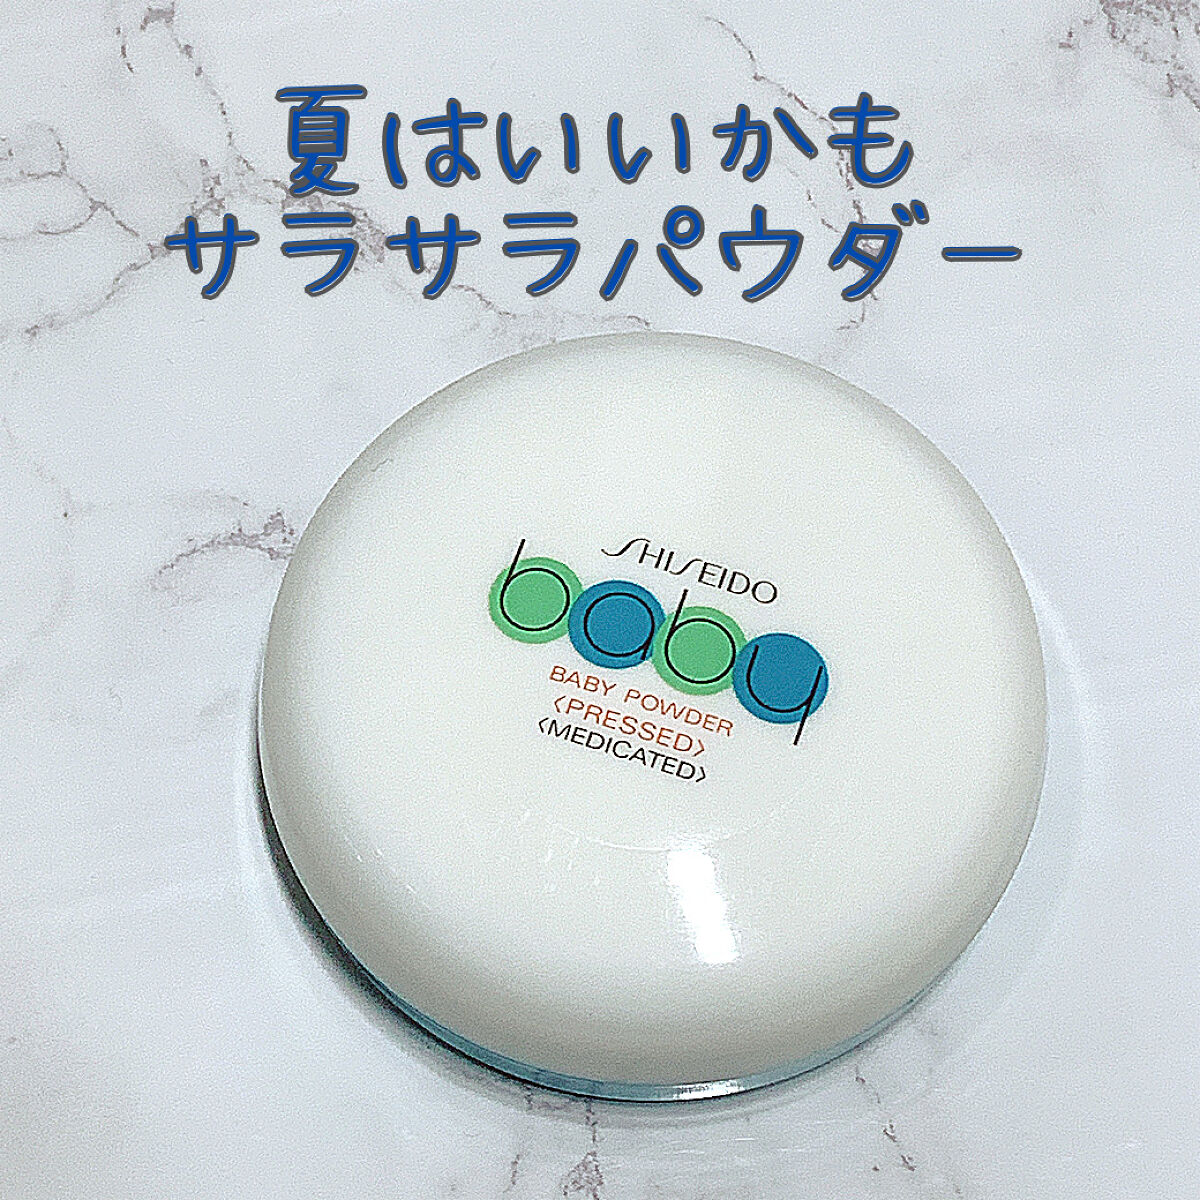 夏はいいかも
サラサラパウダー
SHISEIDO
baby
BABY POWDER
〈PRESSED〉
〈MEDICATED〉